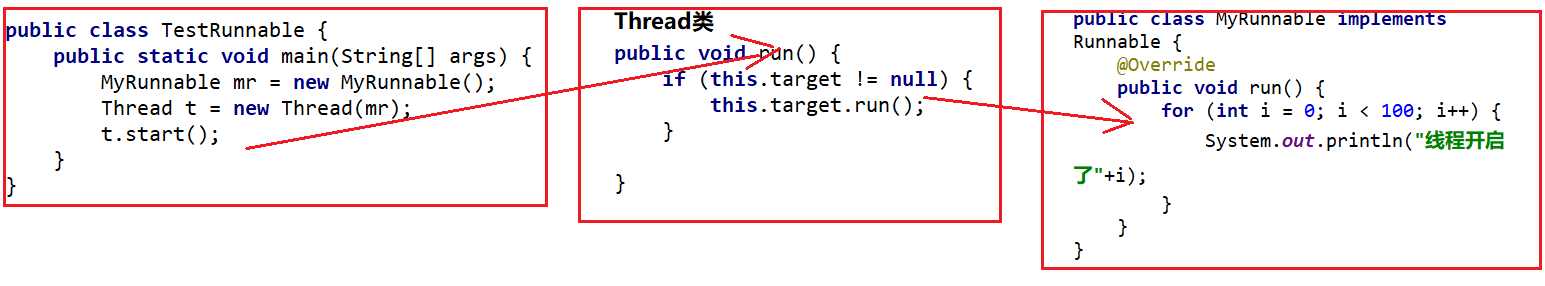 public class TestRunnable {
public static void main(String[] args) {
MyRunnable mr = new MyRunnable();
Thread t = new Thread(mr);
t.start();
}
}
Thread类
public void run() {
if (this.target != null) {
this.target.run();
}
}
public class MyRunnable implements
Runnable {
@Override
public void run() {
for (int i = 0; i < 100; i++) {
System.out.println("线程开启
了"+i);
}
}
}